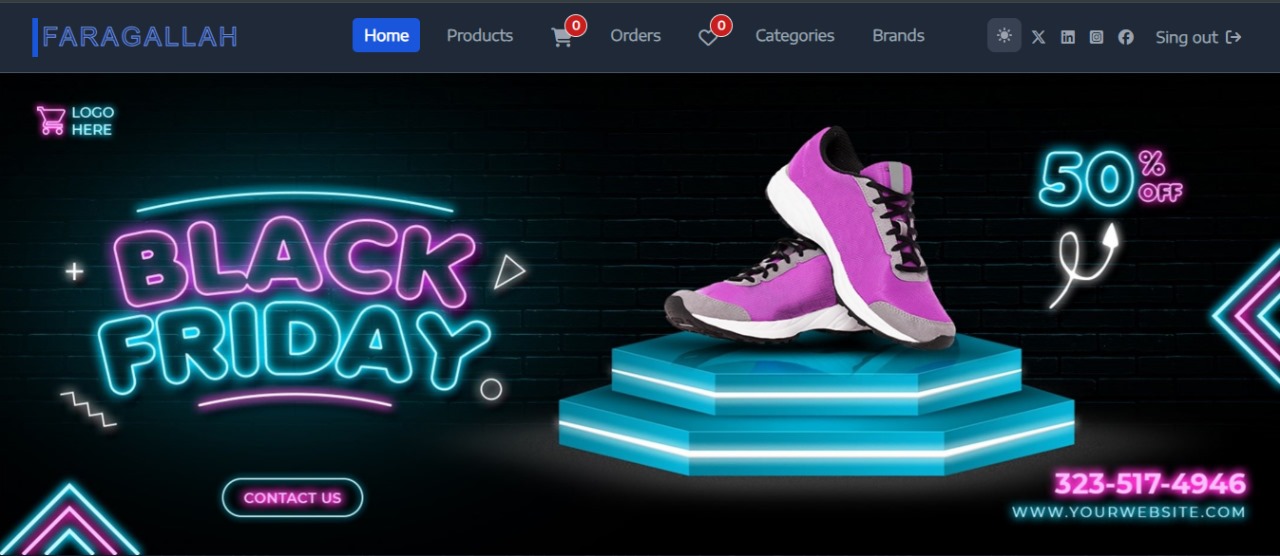 FARAGALLAH
Home Products 0 Orders 0 Categories Brands Sing out
LOGO
HERE
50%
OFF
BLACK
FRIDAY
CONTACT US
323-517-4946
WWW.YOURWEBSITE.COM